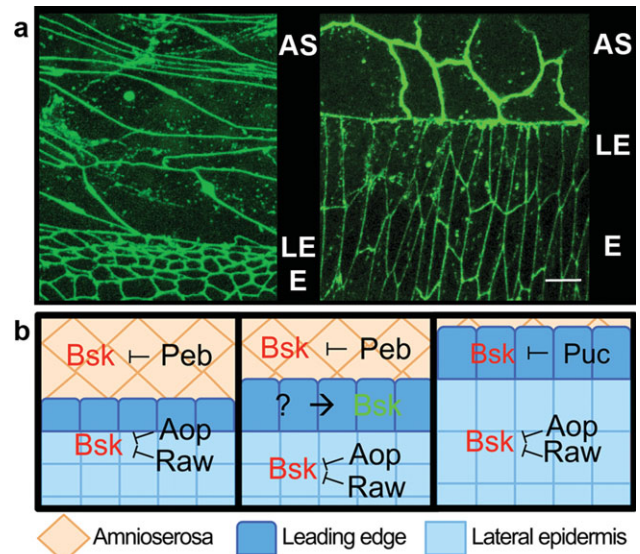 a
AS
LE
E
AS
LE
E
b
Bsk ⊢ Peb
Bsk
Aop
Raw
Bsk ⊢ Peb
? → Bsk
Bsk
Aop
Raw
Bsk ⊢ Puc
Bsk
Aop
Raw
Amnioserosa
Leading edge
Lateral epidermis